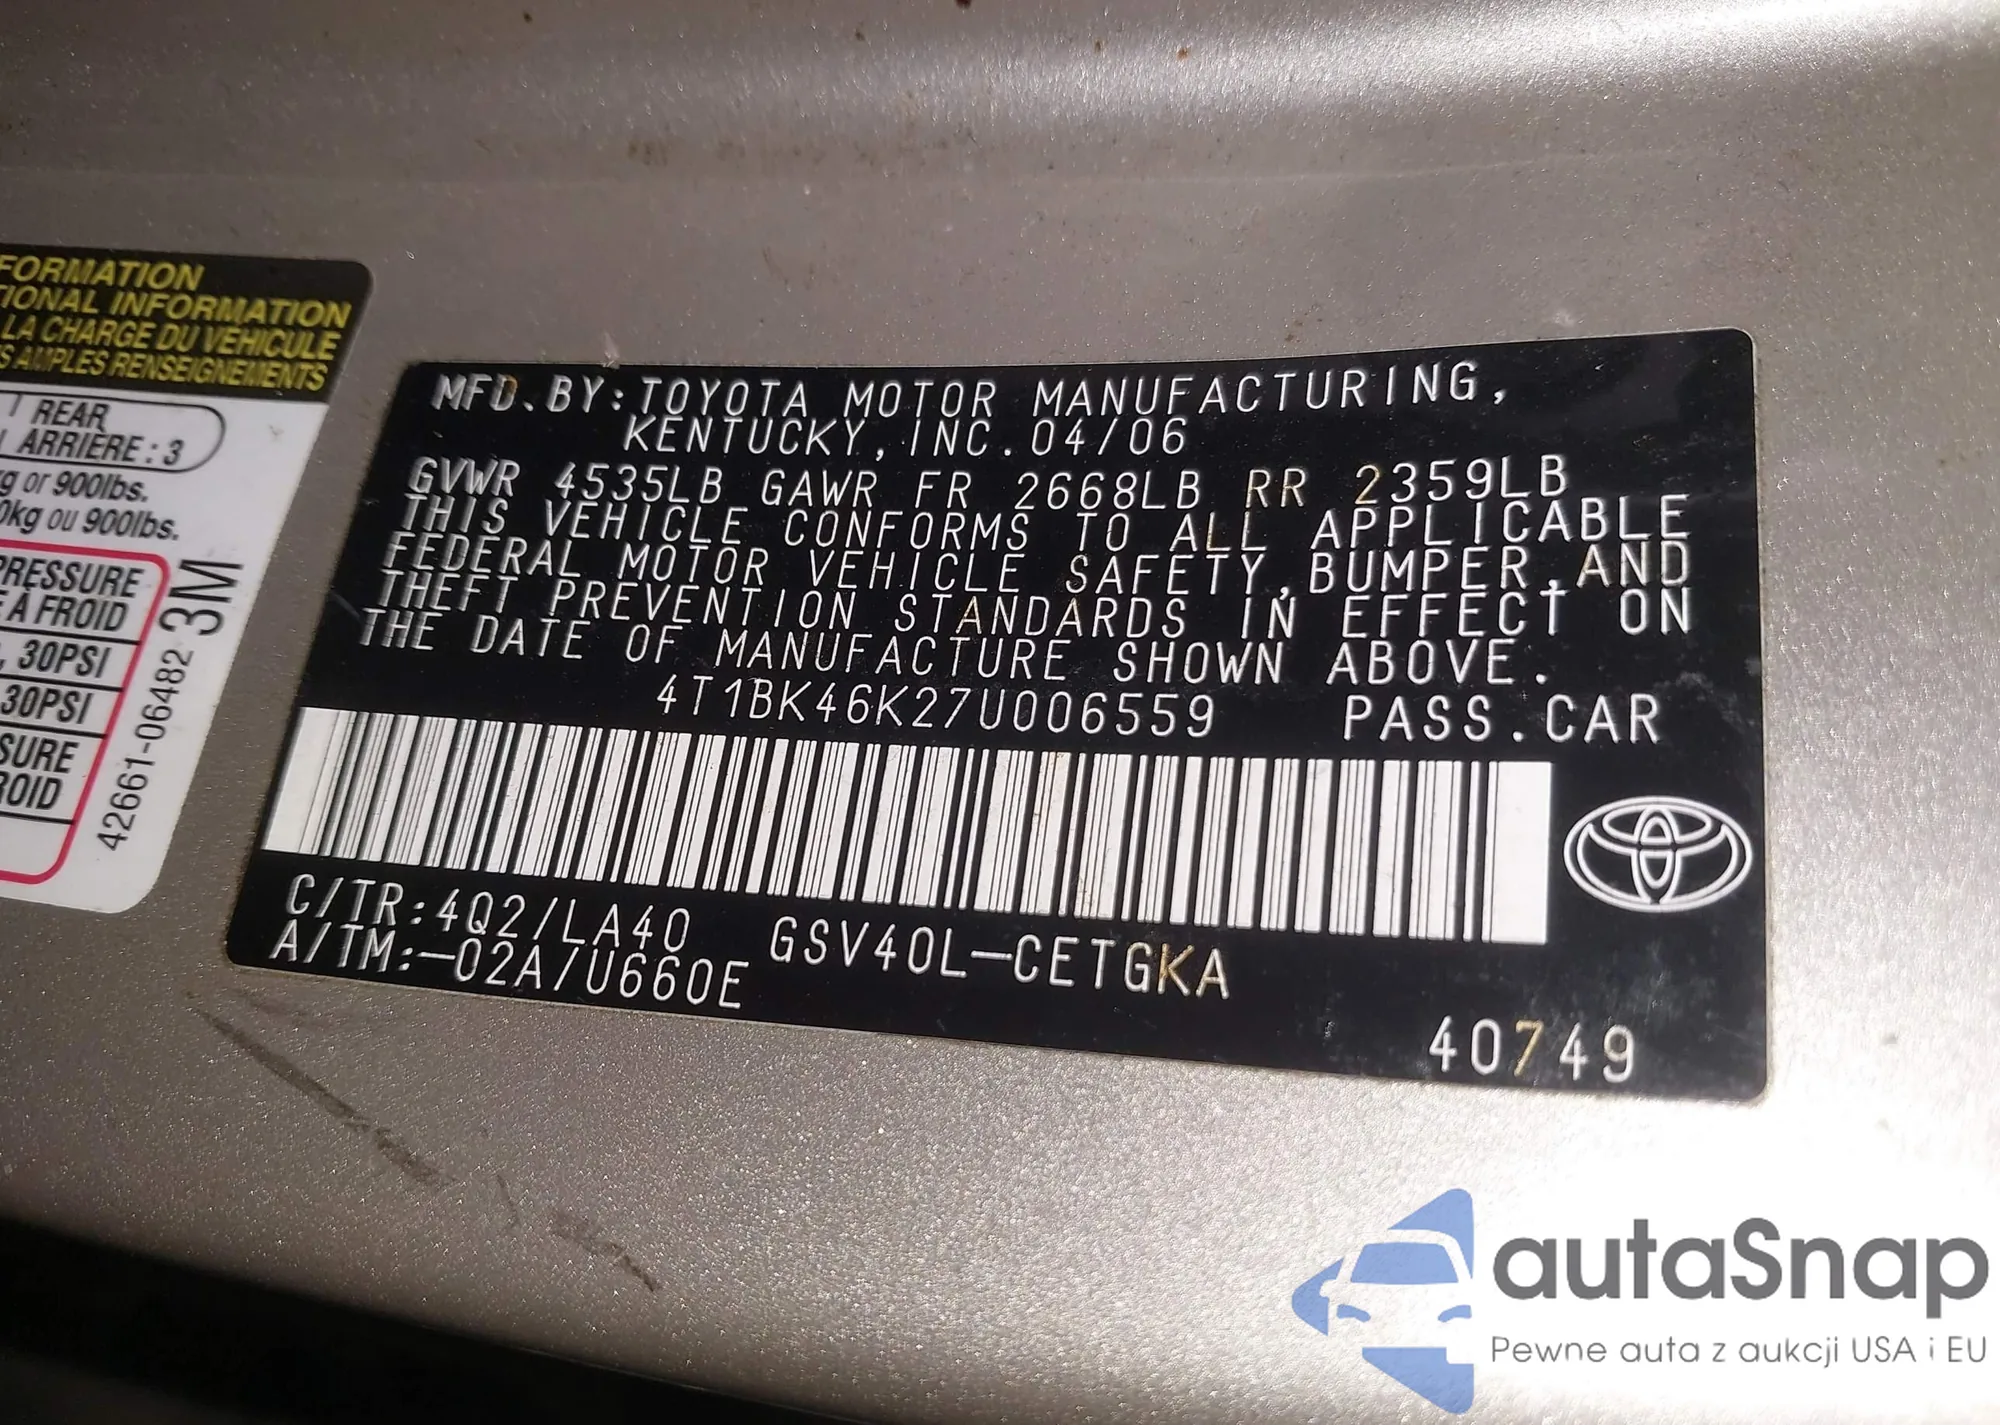 FORMATION
TIONAL INFORMATION
LA CHARGE DU VÉHICULE
S AMPLES RENSEIGNEMENTS
REAR
ARRIÈRE : 3
g or 900lbs.
0kg ou 900lbs.
PRESSURE
E À FROID
, 30PSI
30PSI
SURE
ROID
42661-06482 3M
MFD.BY:TOYOTA MOTOR MANUFACTURING,
KENTUCKY,INC.04/06
GVWR 4535LB GAWR FR 2668LB RR 2359LB
THIS VEHICLE CONFORMS TO ALL APPLICABLE
FEDERAL MOTOR VEHICLE SAFETY,BUMPER,AND
THEFT PREVENTION STANDARDS IN EFFECT ON
THE DATE OF MANUFACTURE SHOWN ABOVE.
4T1BK46K27U006559 PASS.CAR
C/TR:4Q2/LA40 GSV40L-CETGKA
A/TM:-02A/U660E
40749
autaSnap
Pewne auta z aukcji USA i EU